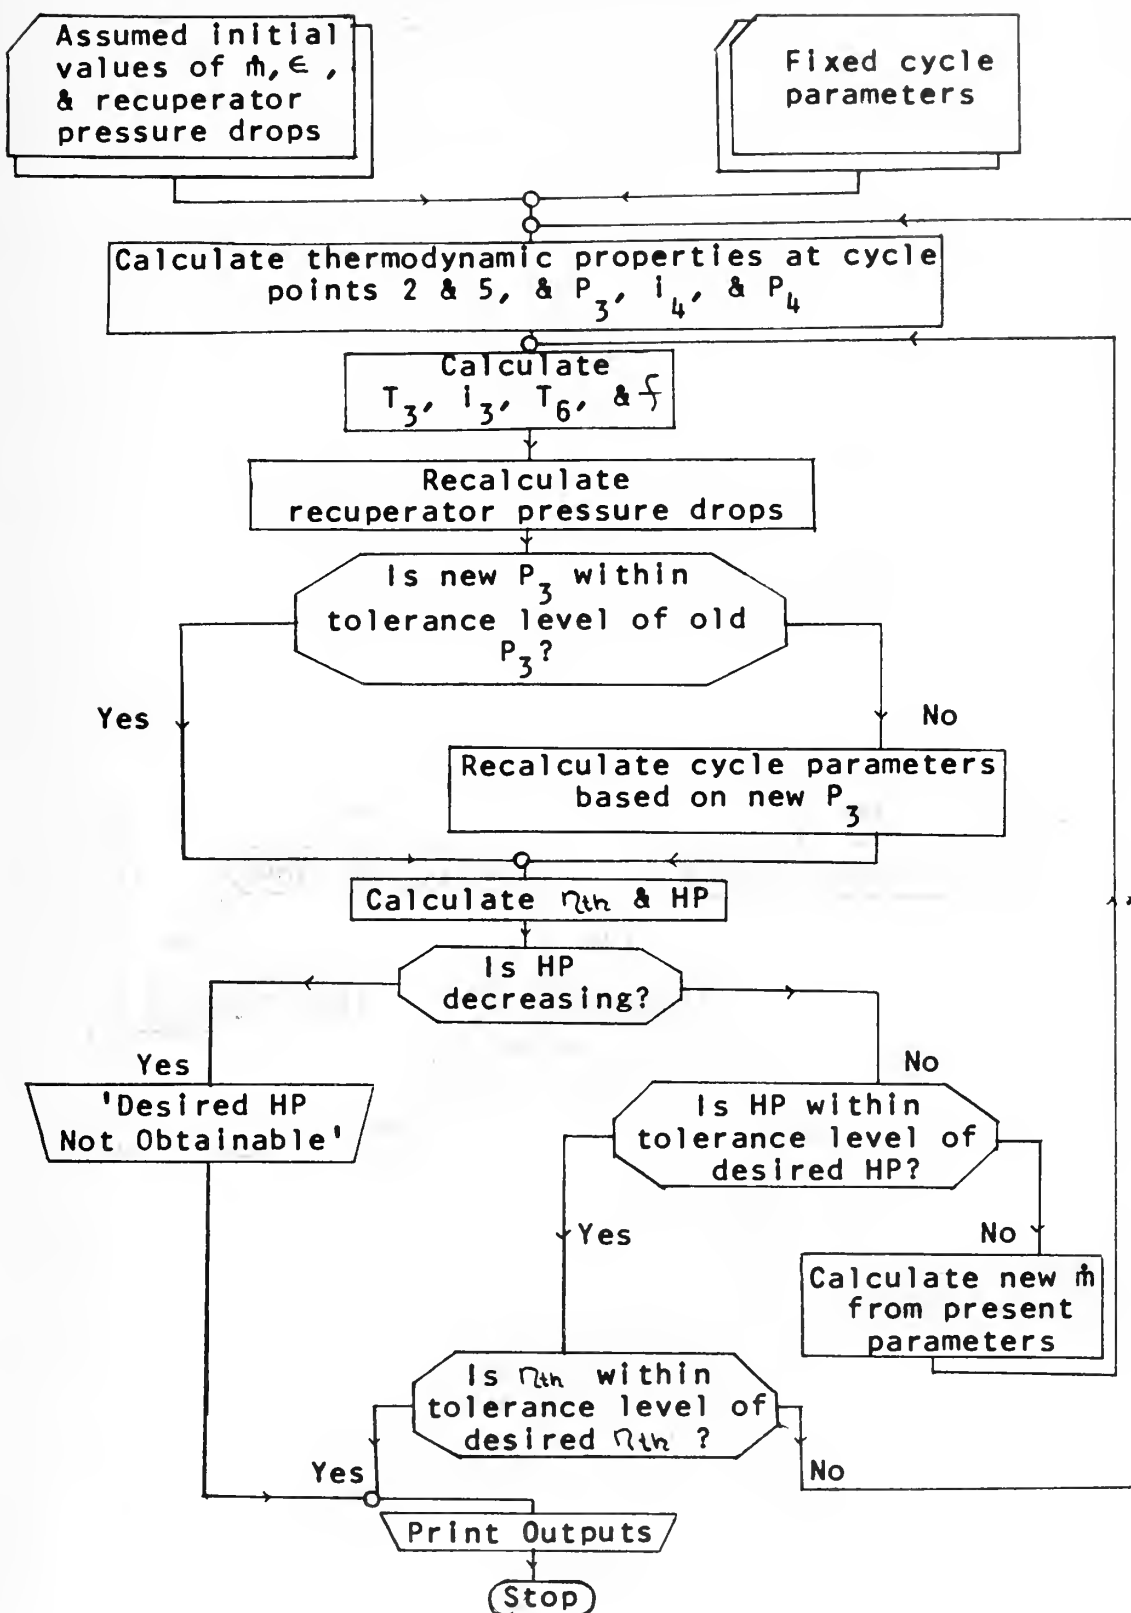 Assumed initial
values of ṁ, ϵ ,
& recuperator
pressure drops
Fixed cycle
parameters
Calculate thermodynamic properties at cycle
points 2 & 5, & P₃, i₄, & P₄
Calculate
T₃, i₃, T₆, & f
Recalculate
recuperator pressure drops
Is new P₃ within
tolerance level of old
P₃?
Yes
No
Recalculate cycle parameters
based on new P₃
Calculate ηth & HP
Is HP
decreasing?
Yes
No
'Desired HP
Not Obtainable'
Is HP within
tolerance level of
desired HP?
Yes
No
Calculate new ṁ
from present
parameters
Is ηth within
tolerance level of
desired ηth ?
Yes
No
Print Outputs
Stop